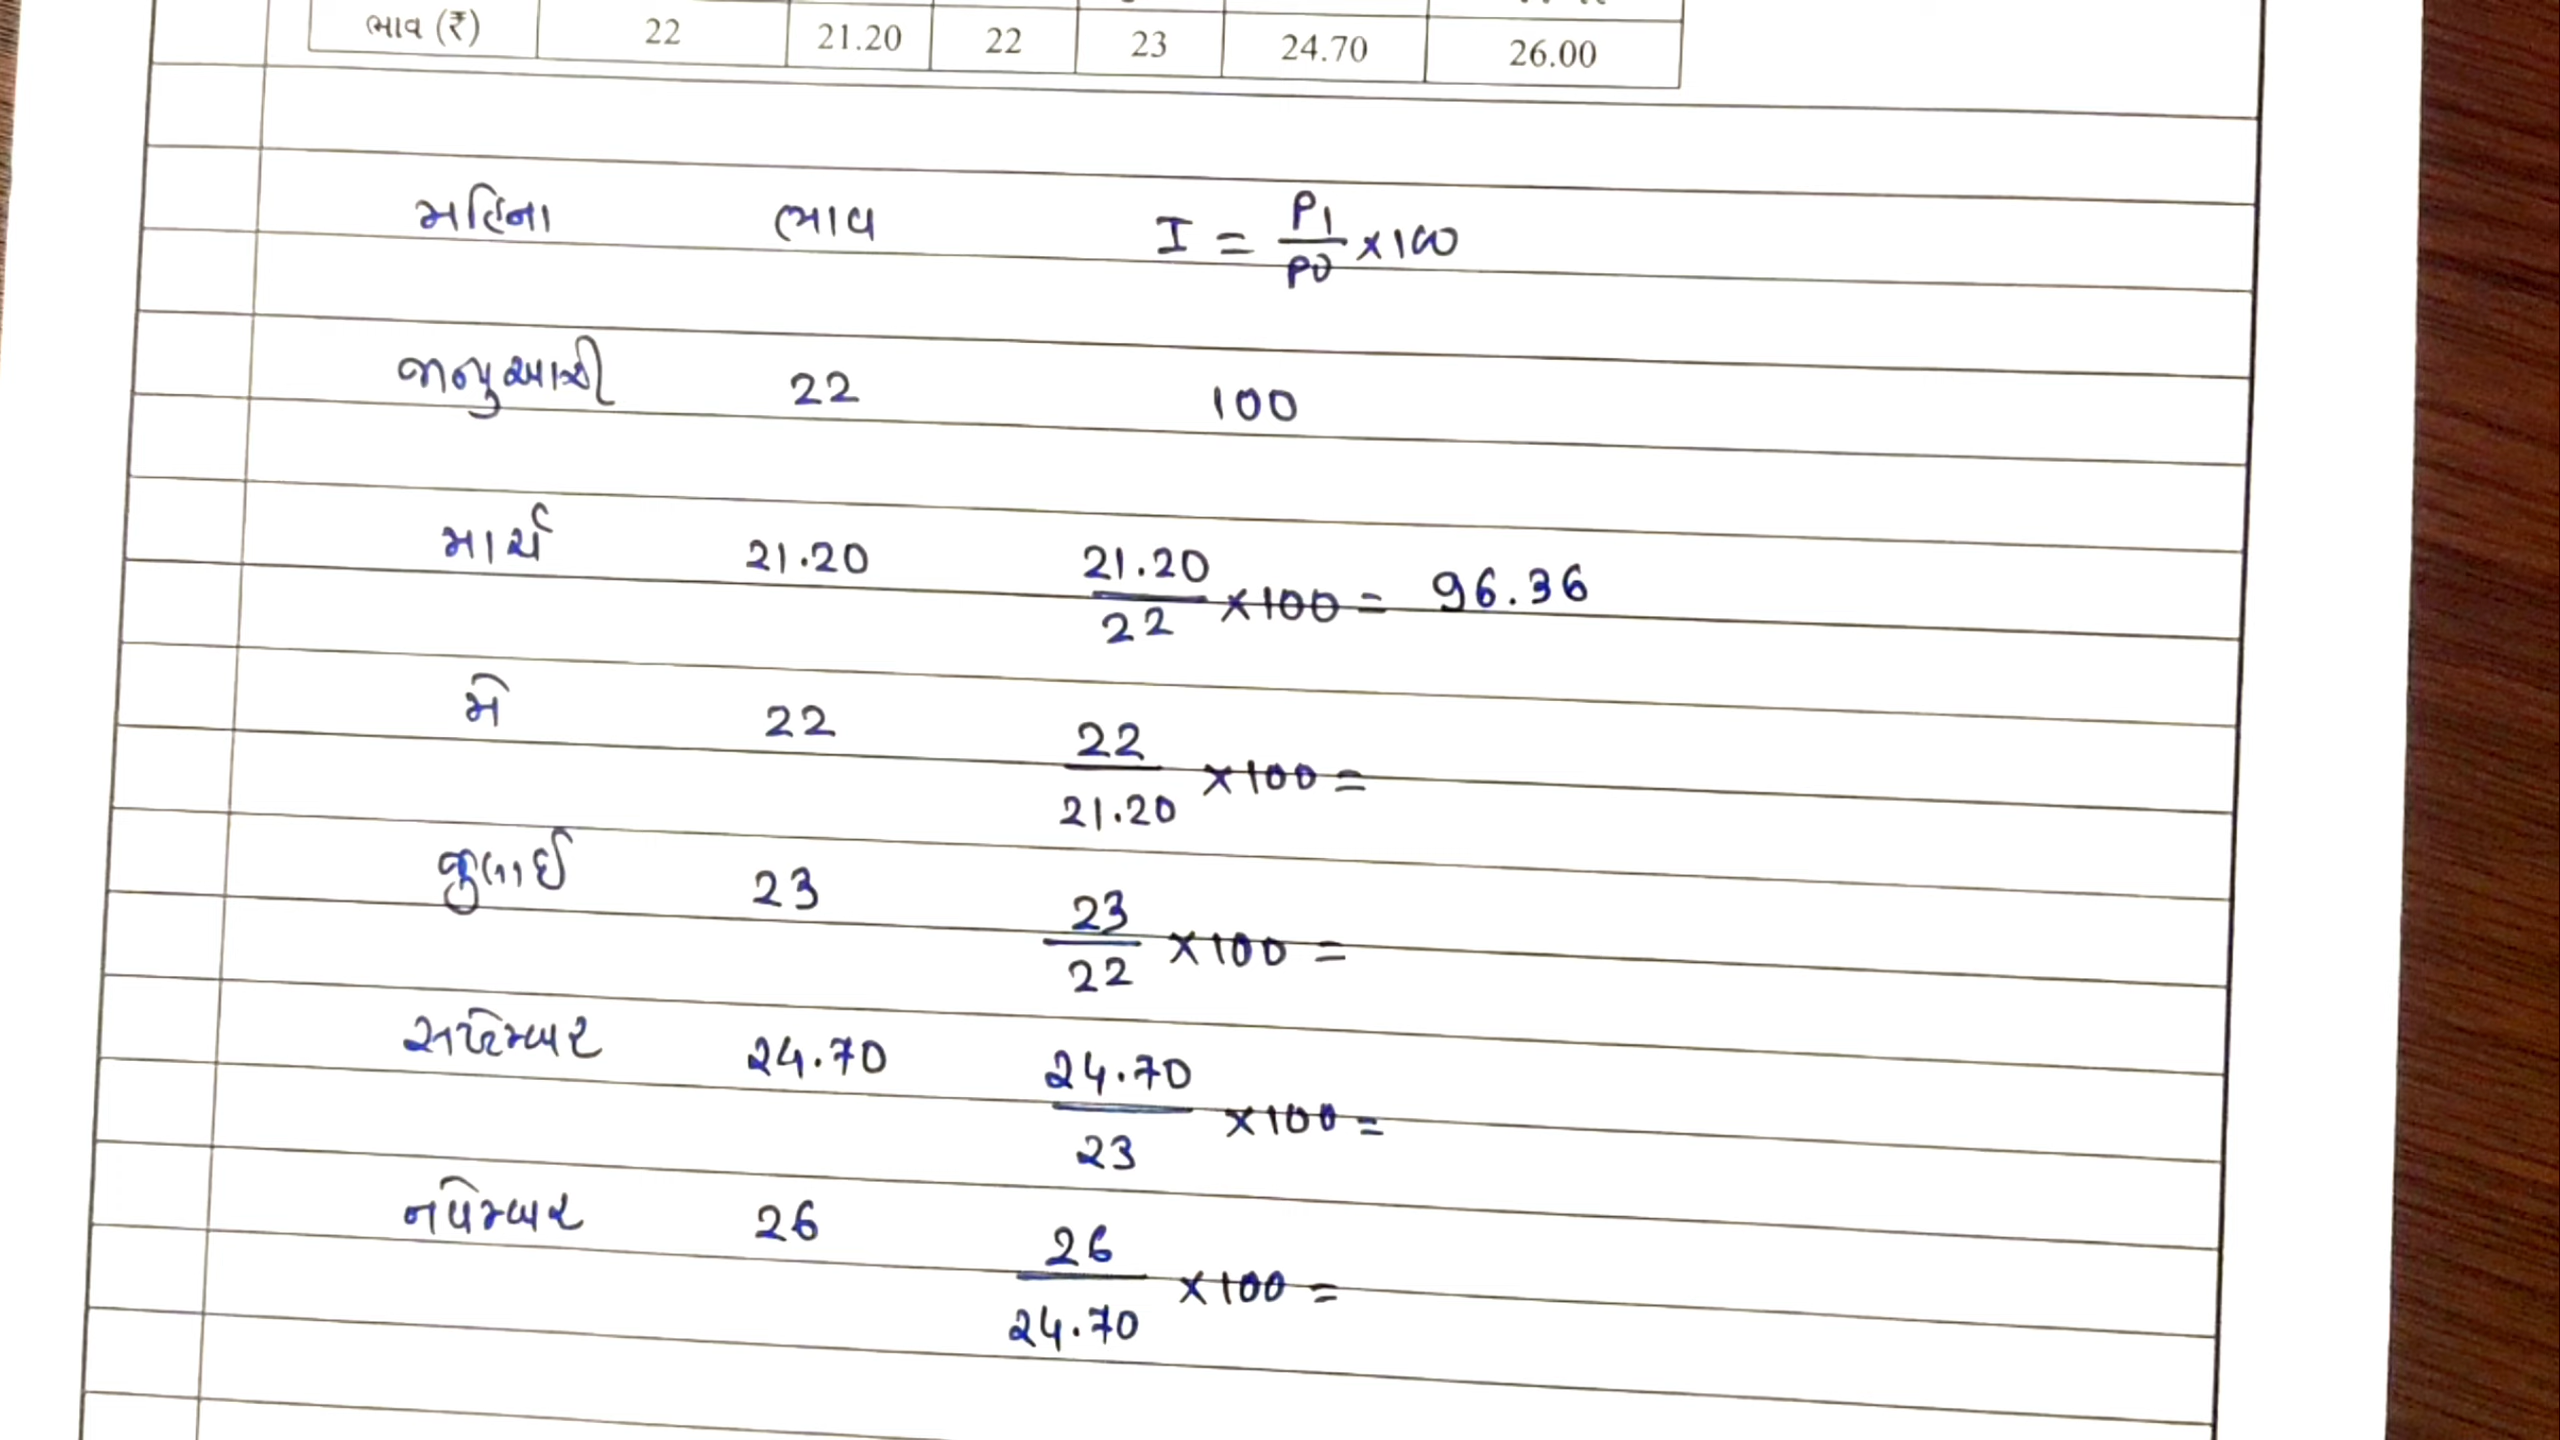 ભાવ (₹) 22 21.20 22 23 24.70 26.00
મહિના ભાવ I = P1/P0 × 100
જાન્યુઆરી 22 100
માર્ચ 21.20 21.20/22 × 100 = 96.36
મે 22 22/21.20 × 100 =
જુલાઈ 23 23/22 × 100 =
સપ્ટેમ્બર 24.70 24.70/23 × 100 =
નવેમ્બર 26 26/24.70 × 100 =